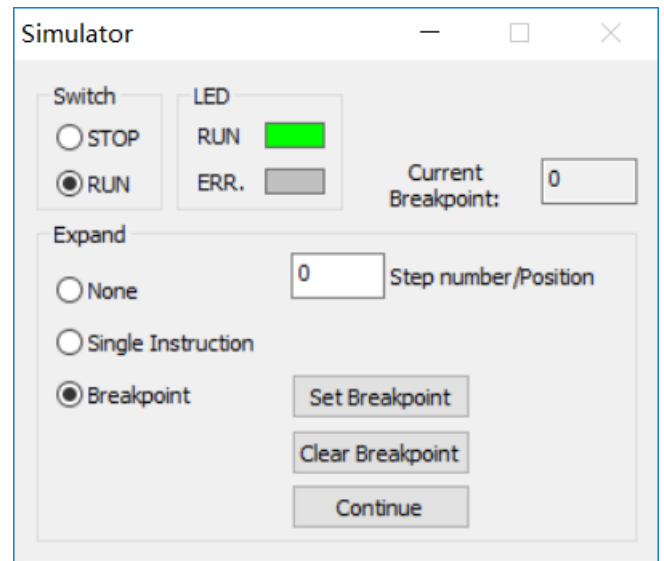 Simulator
Switch
LED
STOP
RUN
RUN
ERR.
Current
Breakpoint:
0
Expand
None
0
Step number/Position
Single Instruction
Breakpoint
Set Breakpoint
Clear Breakpoint
Continue